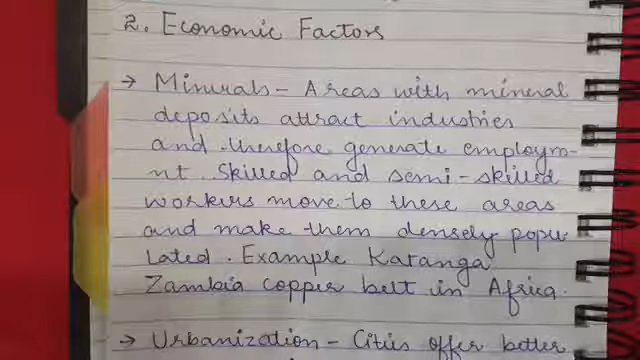 2. Economic Factors
→ Minerals - Areas with mineral
deposits attract industries
and therefore generate employm-
nt. Skilled and semi-skilled
workers move to these areas
and make them densely popu
lated. Example Katanga
Zambia copper belt in Africa.
→ Urbanization - Cities offer better